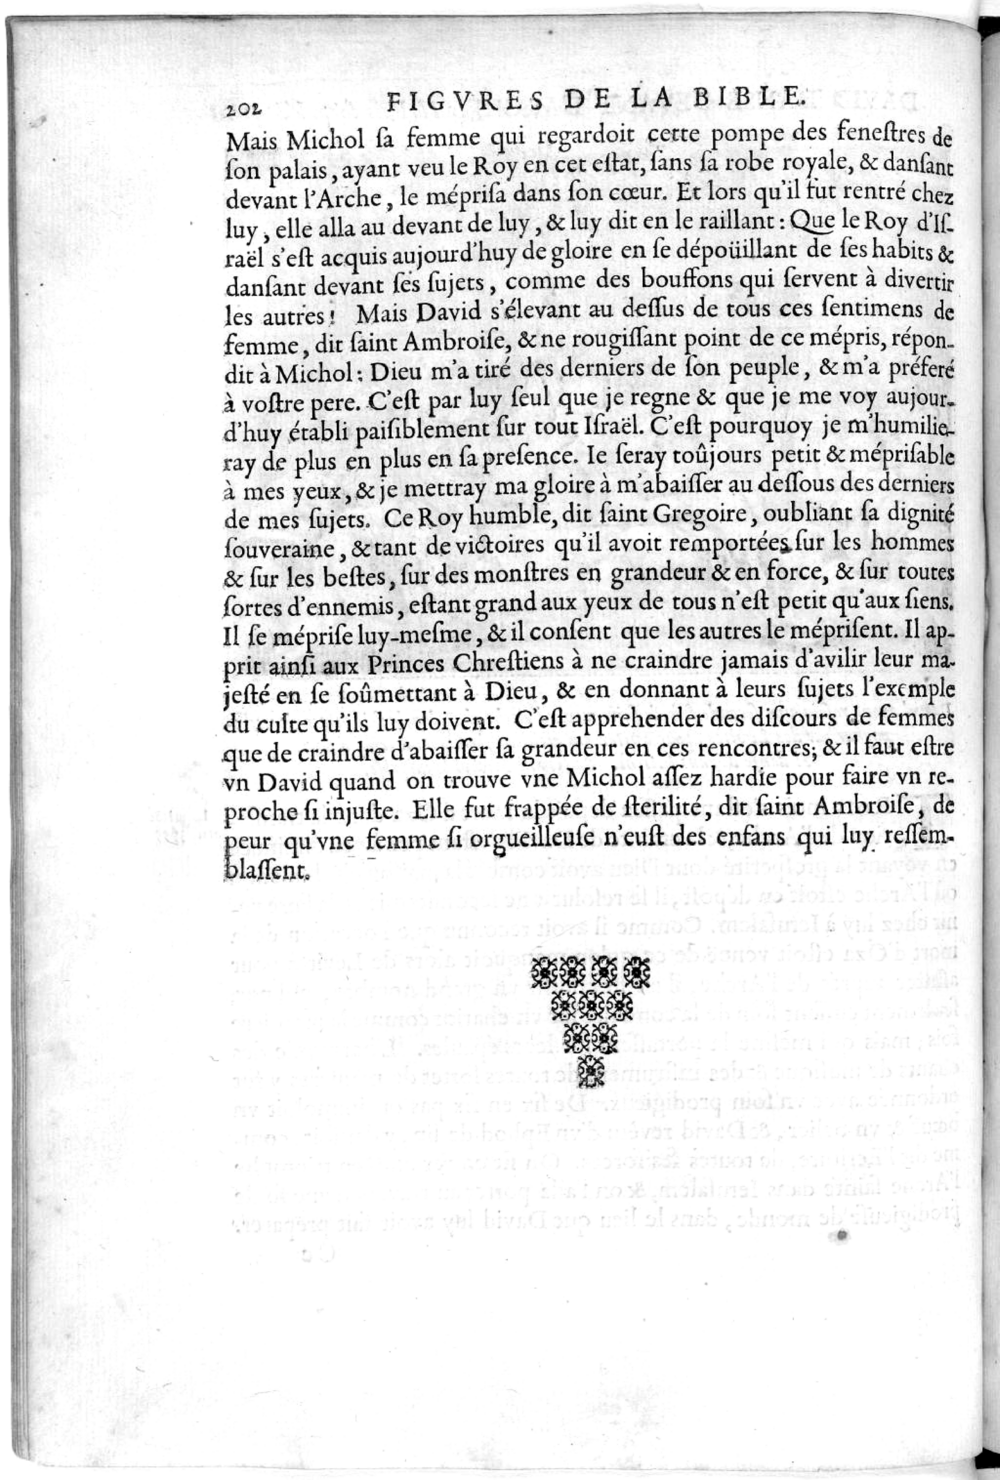 202 FIGVRES DE LA BIBLE.
Mais Michol ſa femme qui regardoit cette pompe des feneſtres de
ſon palais, ayant veu le Roy en cet eſtat, ſans ſa robe royale, & danſant
devant l'Arche, le mépriſa dans ſon cœur. Et lors qu'il fut rentré chez
luy, elle alla au devant de luy, & luy dit en le raillant : Que le Roy d'Iſ-
raël s'eſt acquis aujourd'huy de gloire en ſe dépoüillant de ſes habits &
danſant devant ſes ſujets, comme des bouffons qui ſervent à divertir
les autres ! Mais David s'élevant au deſſus de tous ces ſentimens de
femme, dit ſaint Ambroiſe, & ne rougiſſant point de ce mépris, répon-
dit à Michol : Dieu m'a tiré des derniers de ſon peuple, & m'a préferé
à voſtre pere. C'eſt par luy ſeul que je regne & que je me voy aujour-
d'huy établi paiſiblement ſur tout Iſraël. C'eſt pourquoy je m'humilie-
ray de plus en plus en ſa preſence. Ie ſeray toûjours petit & mépriſable
à mes yeux, & je mettray ma gloire à m'abaiſſer au deſſous des derniers
de mes ſujets. Ce Roy humble, dit ſaint Gregoire, oubliant ſa dignité
ſouveraine, & tant de victoires qu'il avoit remportées ſur les hommes
& ſur les beſtes, ſur des monſtres en grandeur & en force, & ſur toutes
ſortes d'ennemis, eſtant grand aux yeux de tous n'eſt petit qu'aux ſiens.
Il ſe mépriſe luy-meſme, & il conſent que les autres le mépriſent. Il ap-
prit ainſi aux Princes Chreſtiens à ne craindre jamais d'avilir leur ma-
jeſté en ſe ſoûmettant à Dieu, & en donnant à leurs ſujets l'exemple
du culte qu'ils luy doivent. C'eſt apprehender des diſcours de femmes
que de craindre d'abaiſſer ſa grandeur en ces rencontres; & il faut eſtre
vn David quand on trouve vne Michol aſſez hardie pour faire vn re-
proche ſi injuſte. Elle fut frappée de ſterilité, dit ſaint Ambroiſe, de
peur qu'vne femme ſi orgueilleuſe n'euſt des enfans qui luy reſſem-
blaſſent.